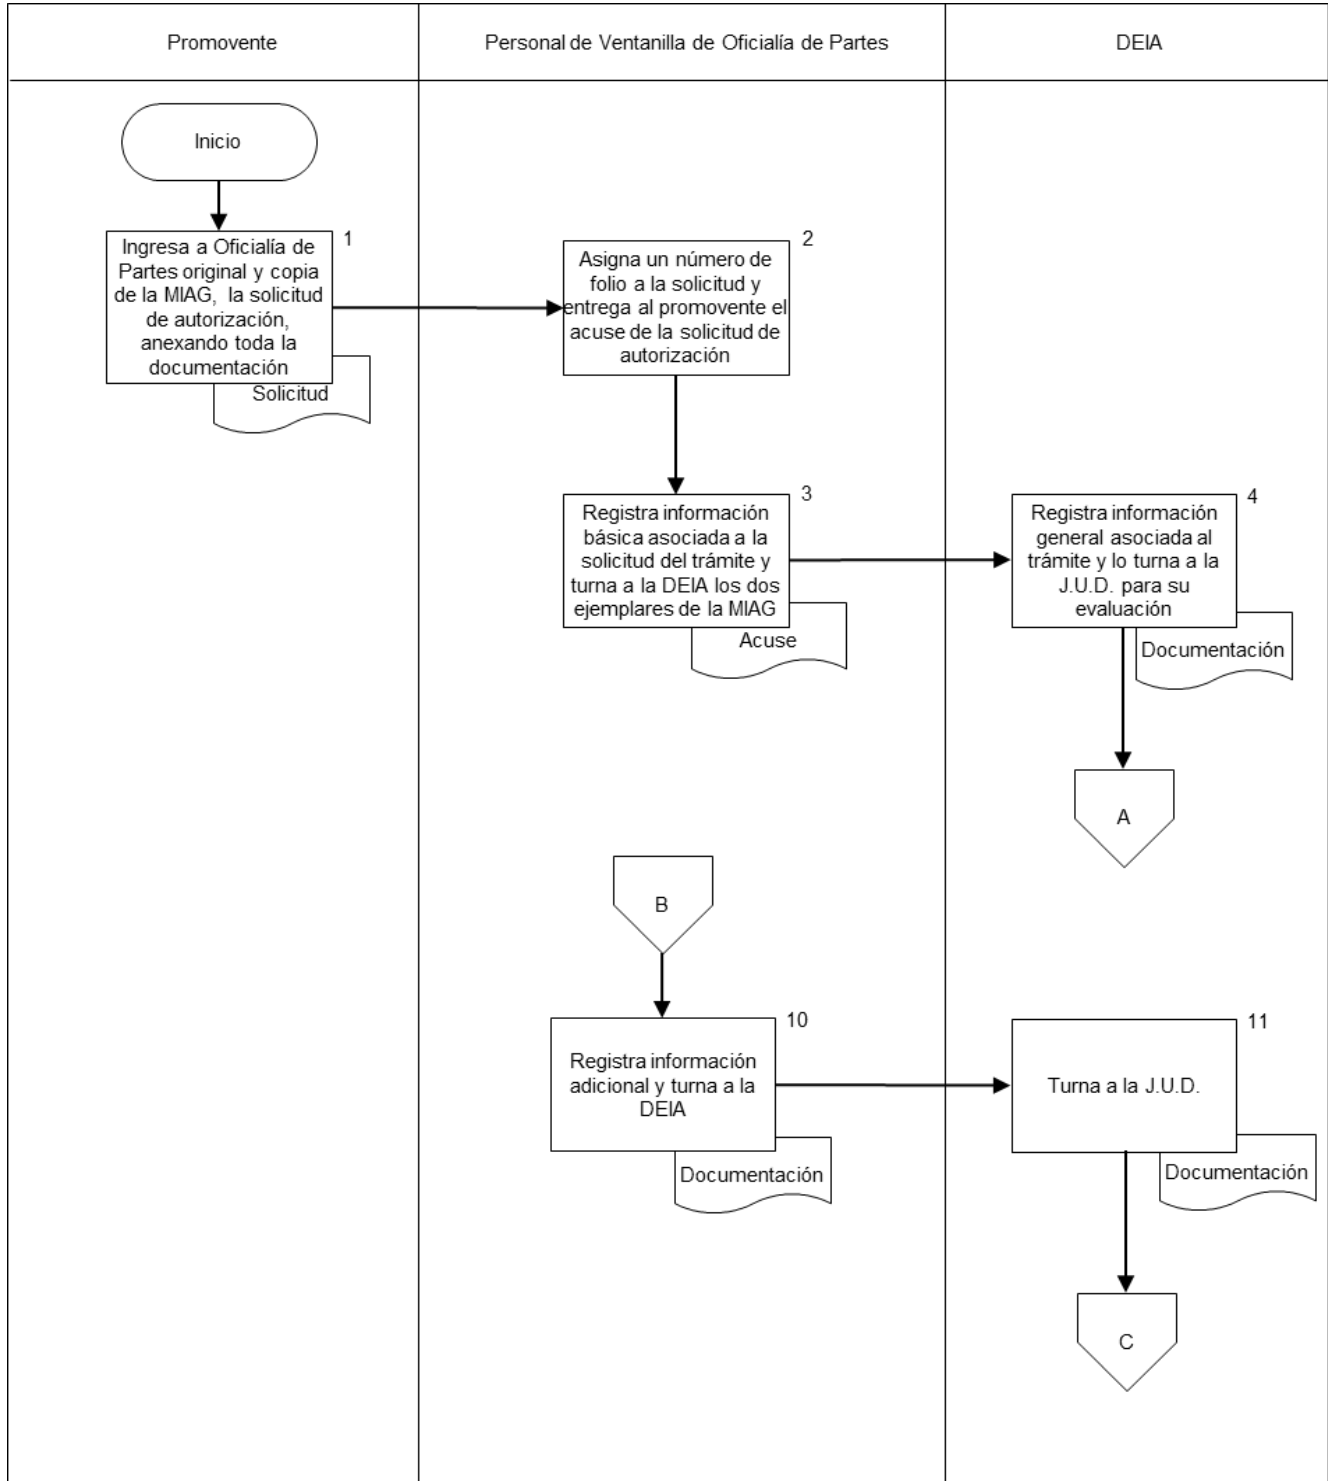 Promovente
Personal de Ventanilla de Oficialía de Partes
DEIA
Inicio
1
Ingresa a Oficialía de
Partes original y copia
de la MIAG, la solicitud
de autorización,
anexando toda la
documentación
Solicitud
2
Asigna un número de
folio a la solicitud y
entrega al promovente el
acuse de la solicitud de
autorización
3
Registra información
básica asociada a la
solicitud del trámite y
turna a la DEIA los dos
ejemplares de la MIAG
Acuse
4
Registra información
general asociada al
trámite y lo turna a la
J.U.D. para su
evaluación
Documentación
A
B
10
Registra información
adicional y turna a la
DEIA
Documentación
11
Turna a la J.U.D.
Documentación
C